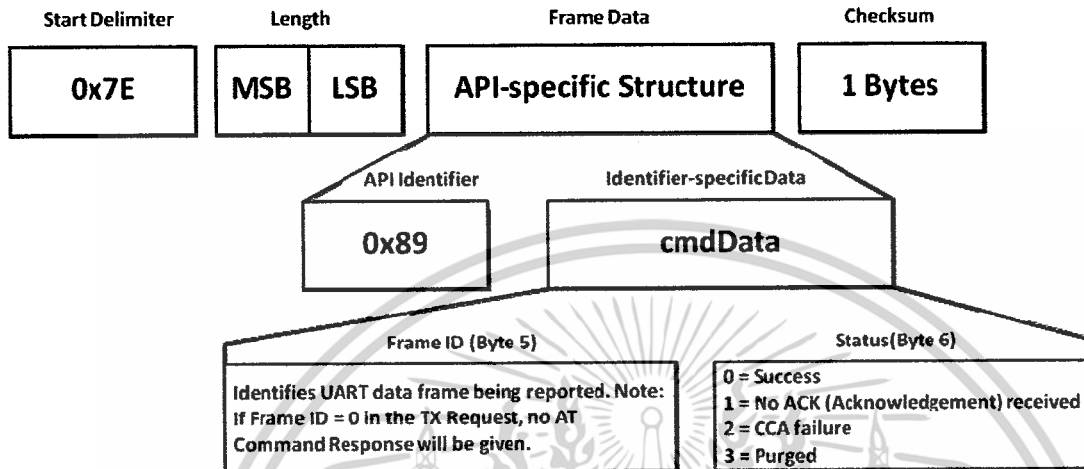 Start Delimiter Length Frame Data Checksum
0x7E MSB LSB API-specific Structure 1 Bytes
API Identifier Identifier-specific Data
0x89 cmdData
Frame ID (Byte 5)
Identifies UART data frame being reported. Note:
If Frame ID = 0 in the TX Request, no AT
Command Response will be given.
Status(Byte 6)
0 = Success
1 = No ACK (Acknowledgement) received
2 = CCA failure
3 = Purged